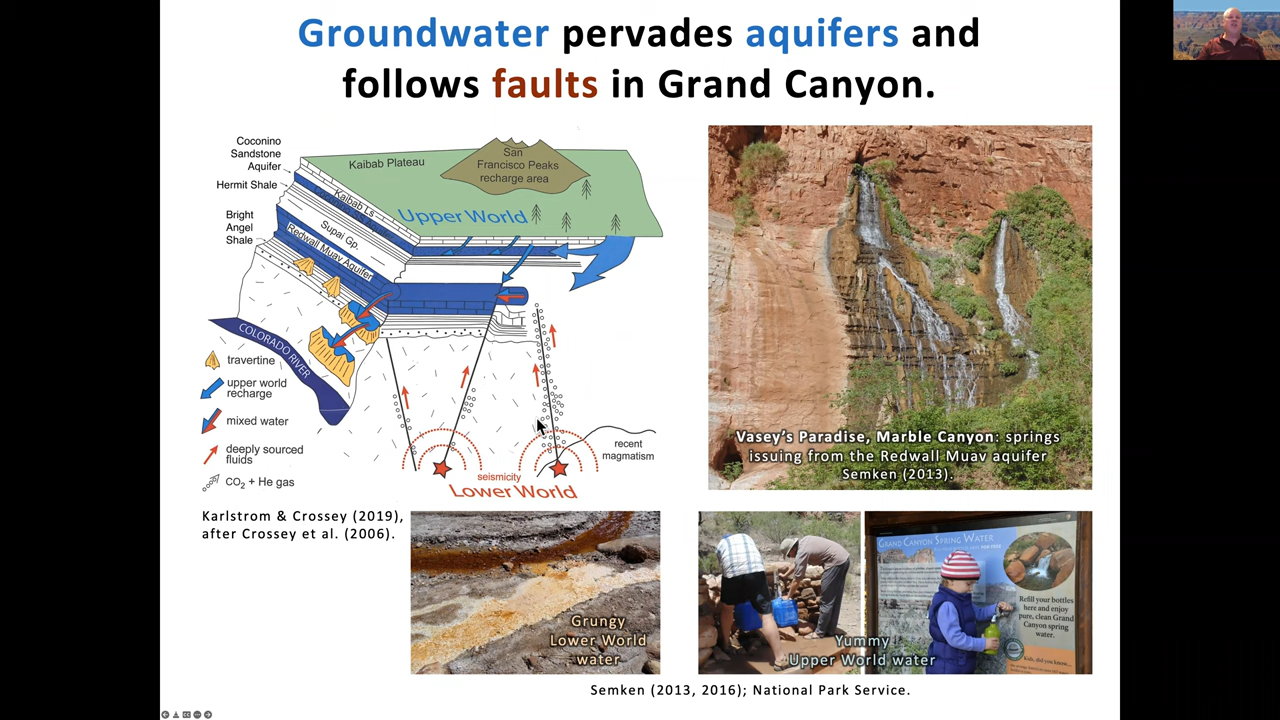 Groundwater pervades aquifers and
follows faults in Grand Canyon.
Coconino
Sandstone
Aquifer
Hermit Shale
Bright
Angel
Shale
Kaibab Plateau
San
Francisco Peaks
recharge area
Upper World
Kaibab Ls
Supai Gp.
Redwall Muav Aquifer
COLORADO RIVER
travertine
upper world
recharge
mixed water
deeply sourced
fluids
CO2 + He gas
seismicity
Lower World
recent
magmatism
Karlstrom & Crossey (2019),
after Crossey et al. (2006).
Vasey's Paradise, Marble Canyon: springs
issuing from the Redwall Muav aquifer
Semken (2013).
Grungy
Lower World
water
Yummy
Upper World water
GRAND CANYON SPRING WATER
Refill your bottles
here and enjoy
pure, clean Grand
Canyon spring
water.
Kids, did you know...
Semken (2013, 2016); National Park Service.